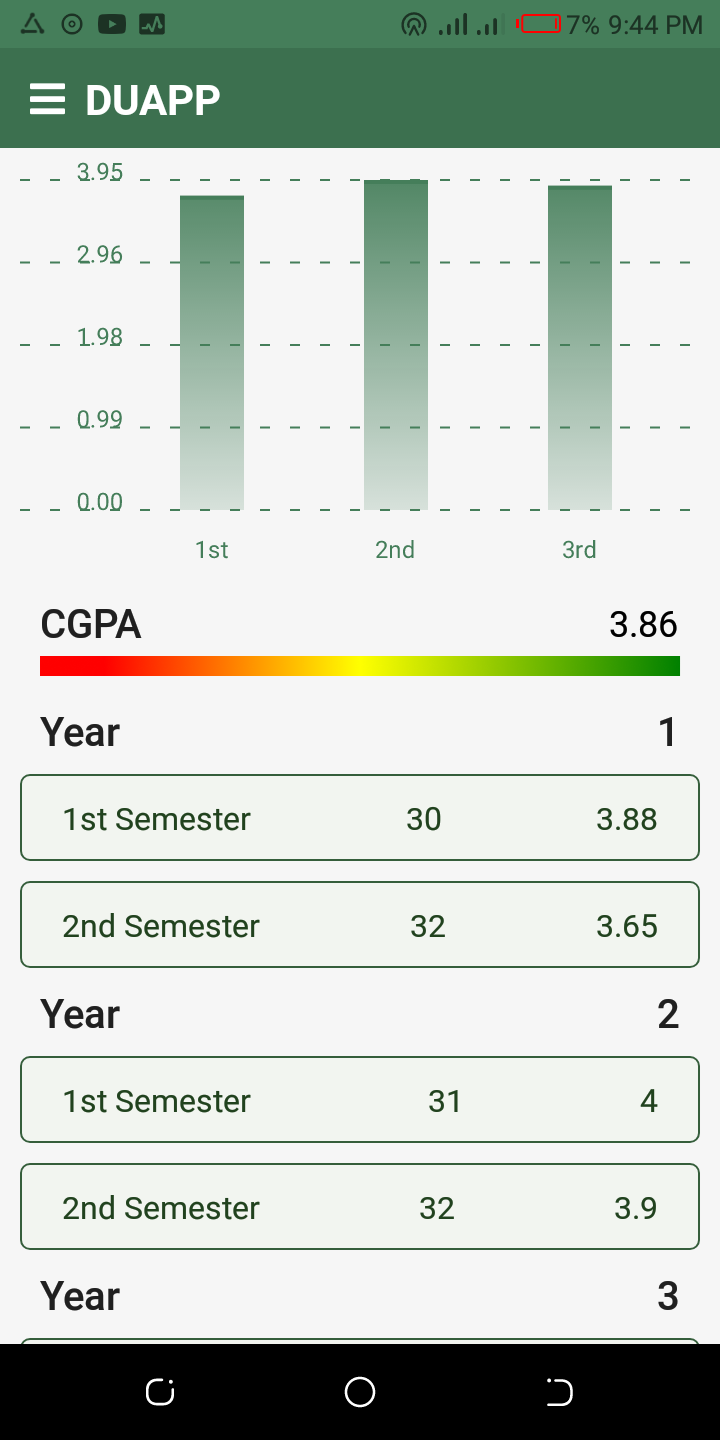 7% 9:44 PM
DUAPP
3.95
2.96
1.98
0.99
0.00
1st 2nd 3rd
CGPA 3.86
Year 1
1st Semester 30 3.88
2nd Semester 32 3.65
Year 2
1st Semester 31 4
2nd Semester 32 3.9
Year 3